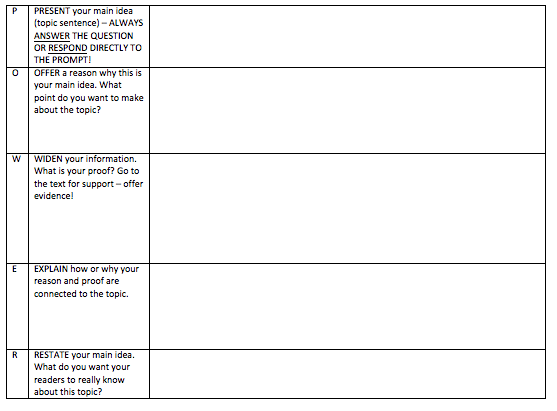 P PRESENT your main idea
(topic sentence) – ALWAYS
ANSWER THE QUESTION
OR RESPOND DIRECTLY TO
THE PROMPT!
O OFFER a reason why this is
your main idea. What
point do you want to make
about the topic?
W WIDEN your information.
What is your proof? Go to
the text for support – offer
evidence!
E EXPLAIN how or why your
reason and proof are
connected to the topic.
R RESTATE your main idea.
What do you want your
readers to really know
about this topic?